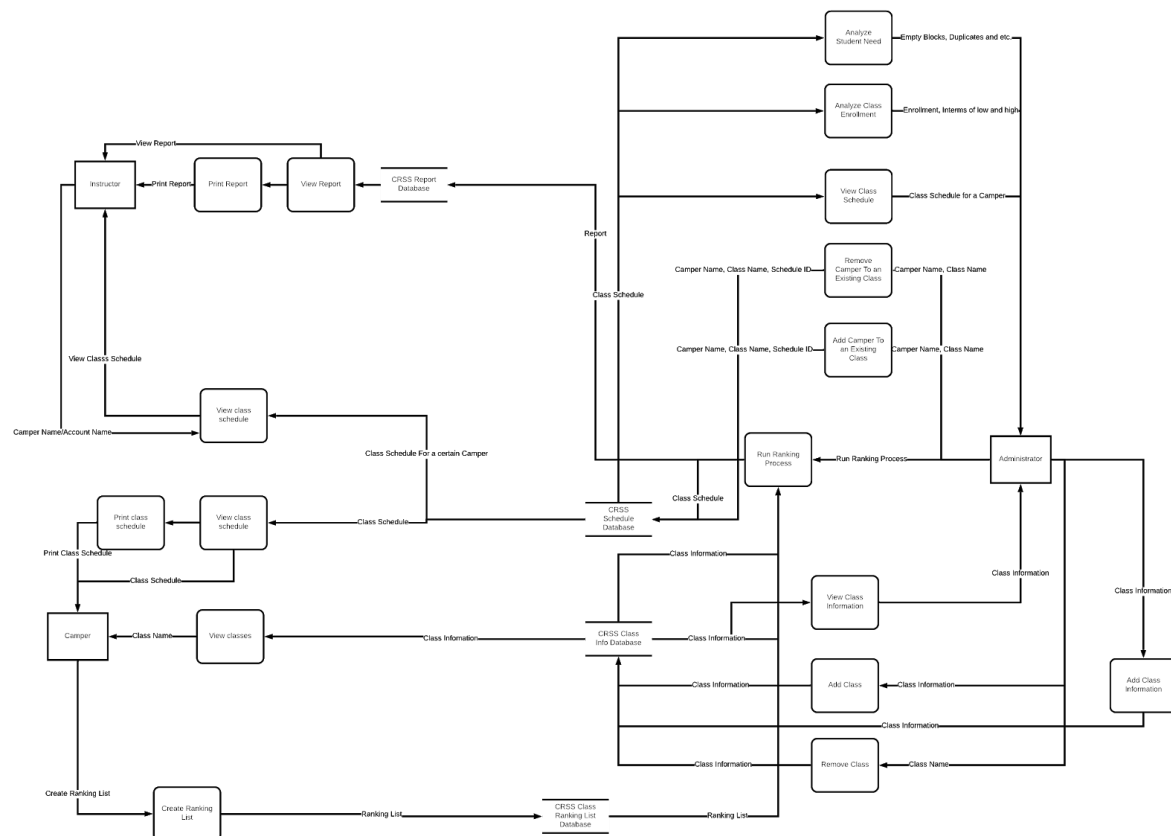 Analyze
Student Need
Empty Blocks, Duplicates and etc.
Analyze Class
Enrollment
Enrollment, Interms of low and high
View Report
Instructor
Print Report
Print Report
View Report
CRSS Report
Database
View Class
Schedule
Class Schedule for a Camper
Report
Remove
Camper To an
Existing Class
Camper Name, Class Name, Schedule ID
Camper Name, Class Name
Class Schedule
Add Camper To
an Existing
Class
Camper Name, Class Name, Schedule ID
Camper Name, Class Name
View Classs Schedule
View class
schedule
Camper Name/Account Name
Class Schedule For a certain Camper
Run Ranking
Process
Run Ranking Process
Administrator
Class Schedule
Print class
schedule
View class
schedule
Class Schedule
CRSS
Schedule
Database
Print Class Schedule
Class Information
Class Schedule
Class Information
Class Information
View Class
Information
Camper
Class Name
View classes
Class Infomation
CRSS Class
Info Database
Class Information
Class Information
Add Class
Class Information
Add Class
Information
Class Information
Class Information
Remove Class
Class Name
Create Ranking List
Create Ranking
List
Ranking List
CRSS Class
Ranking List
Database
Ranking List